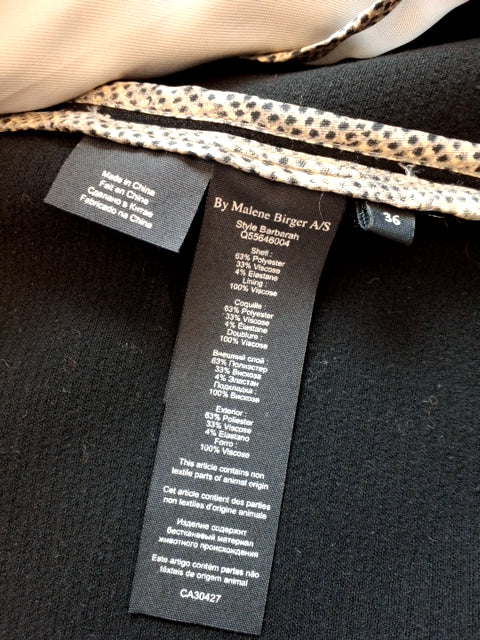 Made in China
Fait en Chine
Сделано в Китае
Fabricado na China
By Malene Birger A/S
Style Barberah
Q55646004
Shell :
63% Polyester
33% Viscose
4% Elastane
Lining :
100% Viscose
Coquille :
63% Polyester
33% Viscose
4% Elastane
Doublure :
100% Viscose
Внешний слой :
63% Полиэстер
33% Вискоза
4% Эластан
Подкладка :
100% Вискоза
Exterior :
63% Poliester
33% Viscose
4% Elastano
Forro :
100% Viscose
This article contains non
textile parts of animal origin
Cet article contient des parties
non textiles d'origine animale
Изделие содержит
бестканевый материал
животного происхождения
Este artigo contém partes não
têxteis de origem animal
CA30427
36